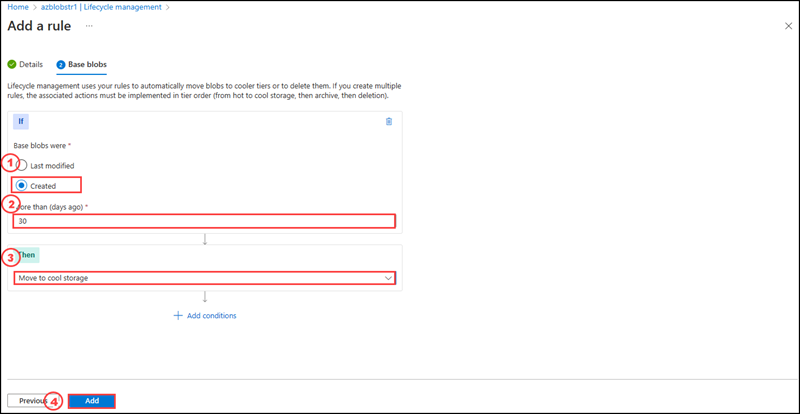 Home > azblobstr1 | Lifecycle management >
Add a rule ...
Details
2 Base blobs
Lifecycle management uses your rules to automatically move blobs to cooler tiers or to delete them. If you create multiple
rules, the associated actions must be implemented in tier order (from hot to cool storage, then archive, then deletion).
If
Base blobs were *
1
Last modified
Created
2
More than (days ago) *
30
3
Then
Move to cool storage
+ Add conditions
Previous
4
Add